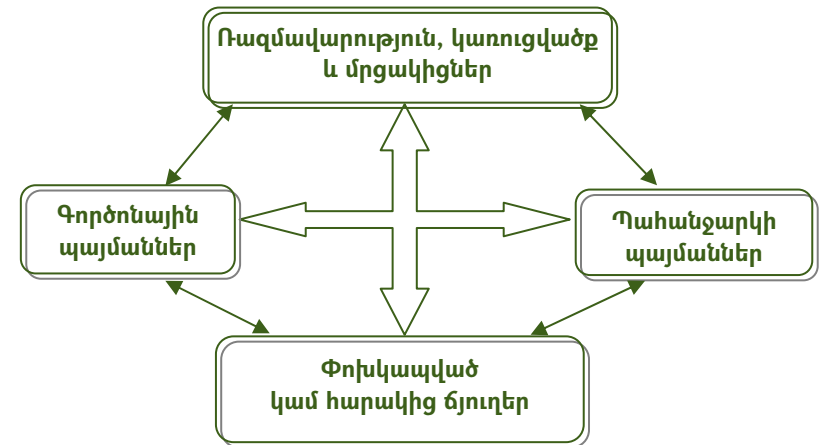 Ռազմավարություն, կառուցվածք
և մրցակիցներ
Գործոնային
պայմաններ
Պահանջարկի
պայմաններ
Փոխկապված
կամ հարակից ճյուղեր